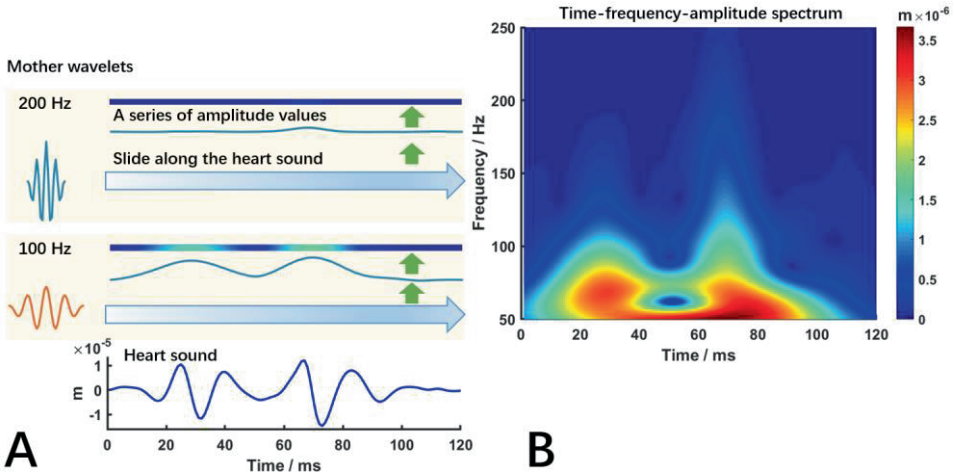 Mother wavelets
200 Hz
A series of amplitude values
Slide along the heart sound
100 Hz
×10⁻⁵
Heart sound
1
0
-1
m
0 20 40 60 80 100 120
Time / ms
A
Time-frequency-amplitude spectrum
m ×10⁻⁶
250
200
150
100
50
Frequency / Hz
0 20 40 60 80 100 120
Time / ms
3.5
3
2.5
2
1.5
1
0.5
0
B